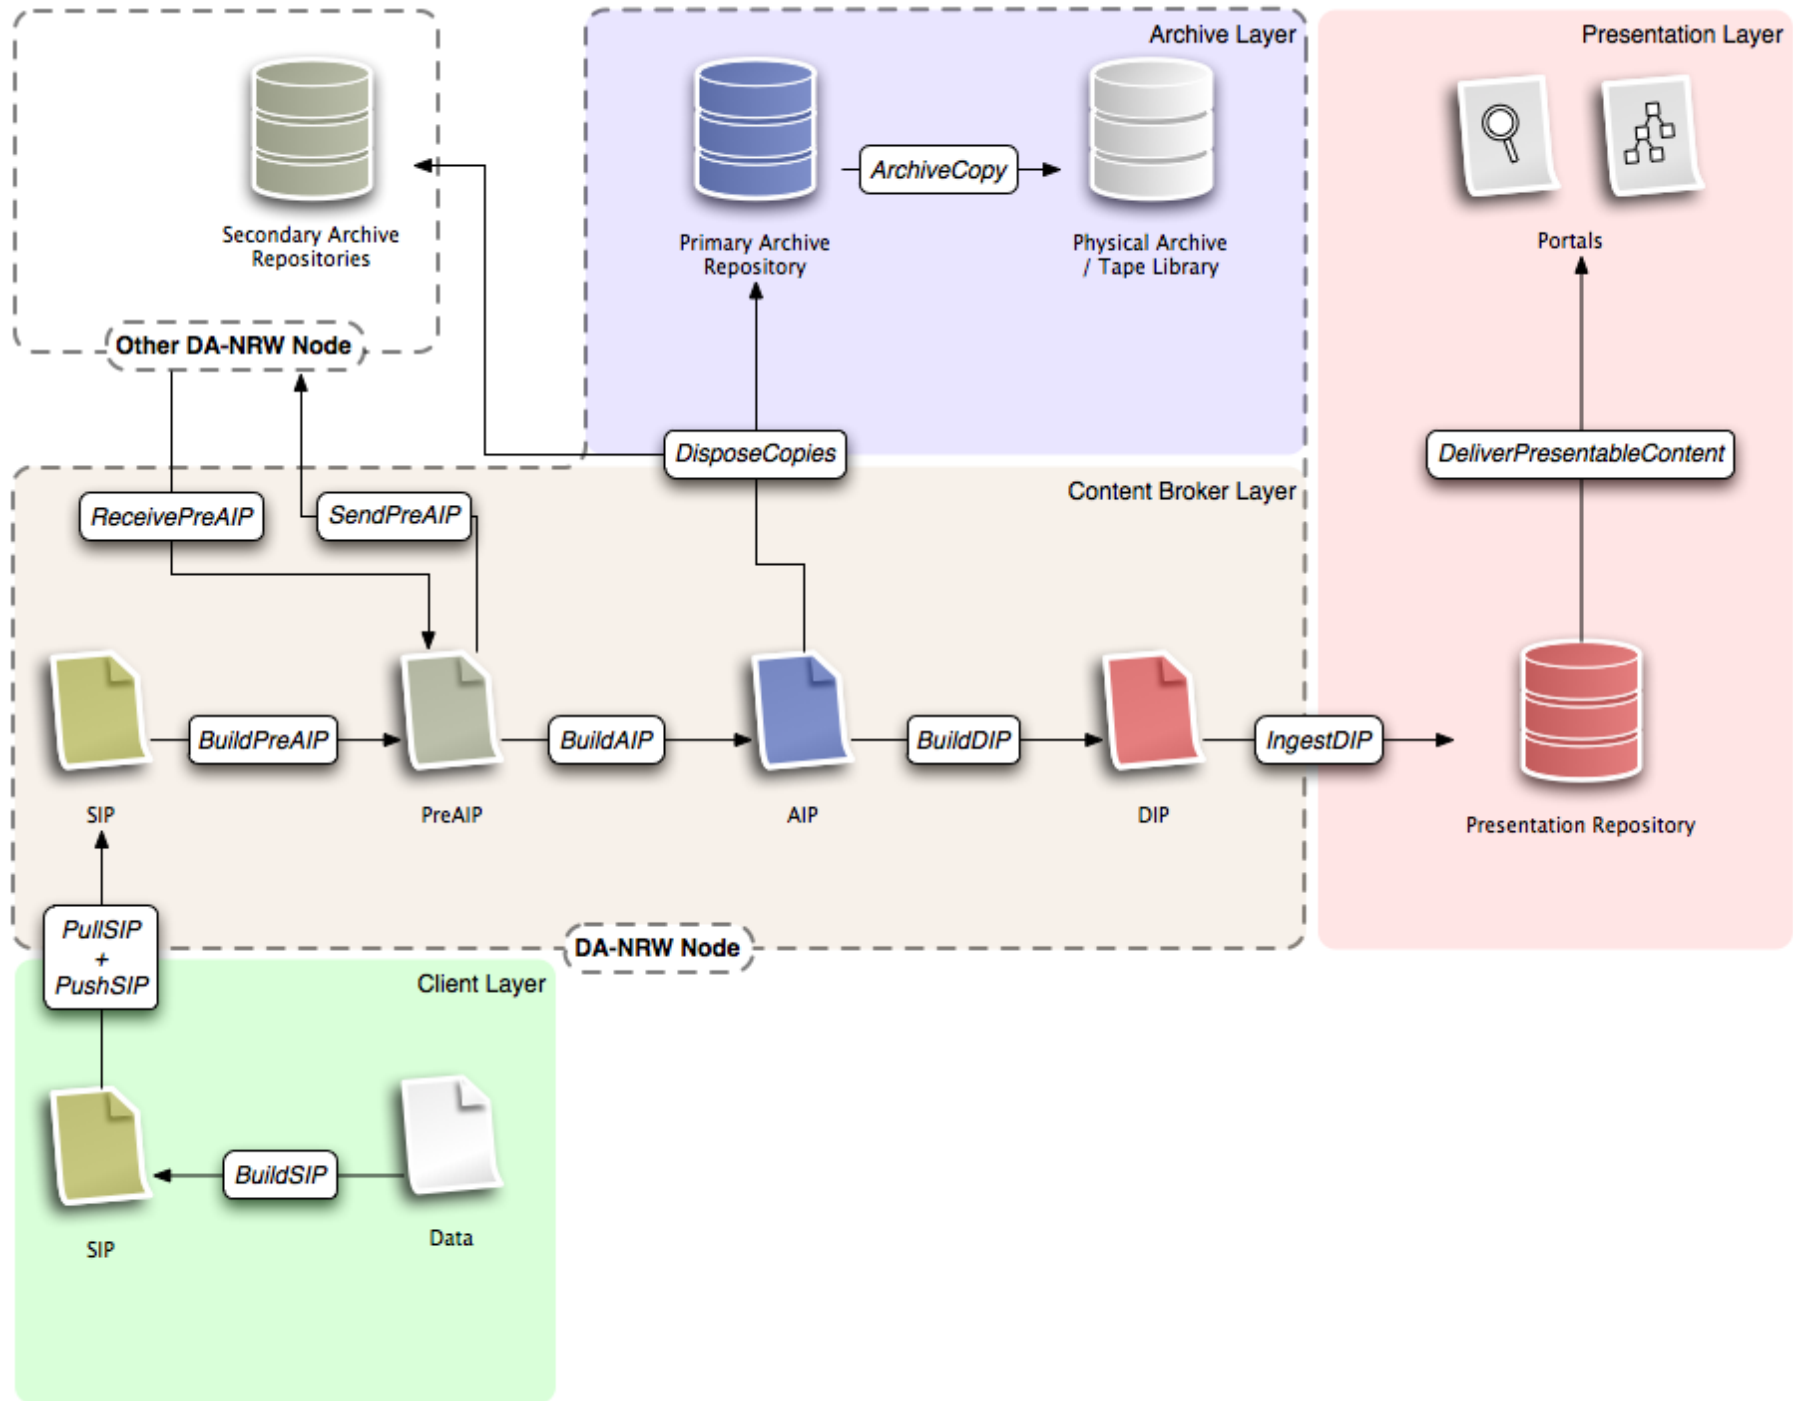 Archive Layer
Presentation Layer
Secondary Archive
Repositories
Primary Archive
Repository
ArchiveCopy
Physical Archive
/ Tape Library
Portals
Other DA-NRW Node
DisposeCopies
DeliverPresentableContent
Content Broker Layer
ReceivePreAIP
SendPreAIP
BuildPreAIP
BuildAIP
BuildDIP
IngestDIP
SIP
PreAIP
AIP
DIP
Presentation Repository
PullSIP
+
PushSIP
DA-NRW Node
Client Layer
BuildSIP
SIP
Data